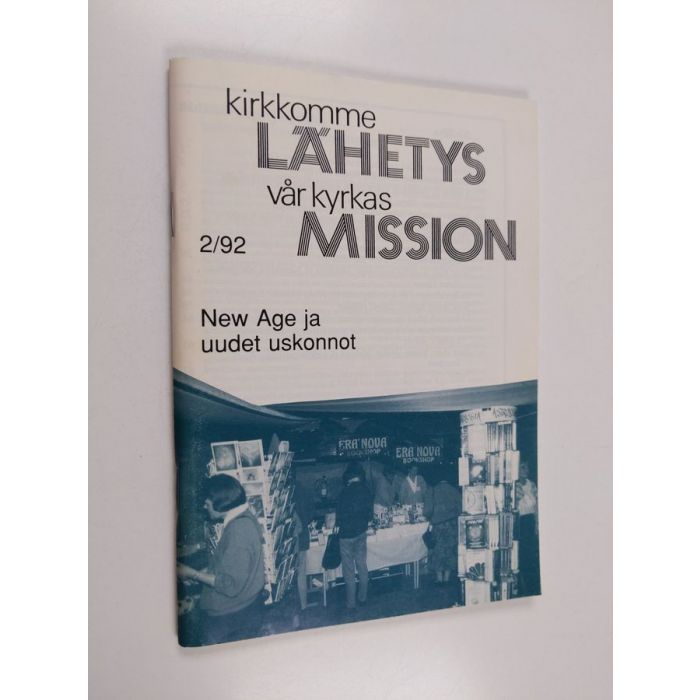 kirkkomme
LÄHETYS
vår kyrkas
MISSION
2/92
New Age ja
uudet uskonnot
ERA NOVA
BOOKSHOP
ERA NOVA
BOOKSHOP